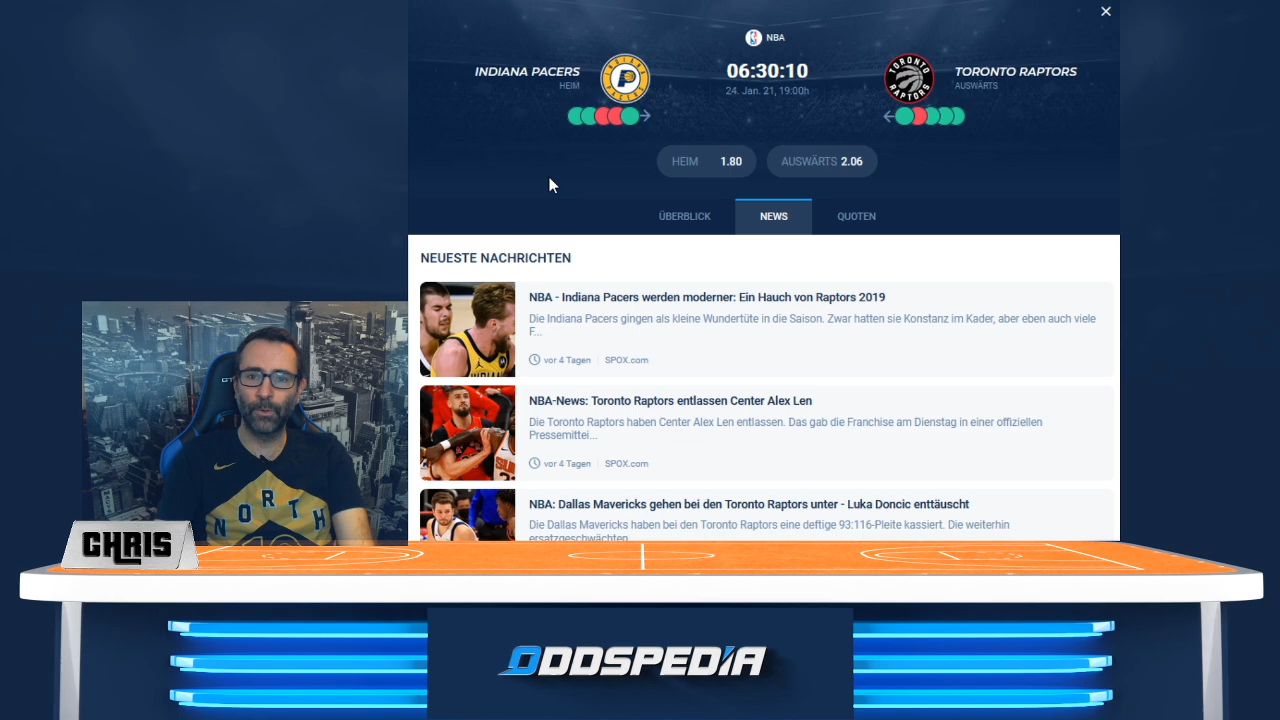 NBA
INDIANA PACERS
HEIM
06:30:10
24. Jan. 21, 19:00h
TORONTO RAPTORS
AUSWÄRTS
INDIANA
PACERS
P
TORONTO
RAPTORS
HEIM 1.80
AUSWÄRTS 2.06
ÜBERBLICK
NEWS
QUOTEN
NEUESTE NACHRICHTEN
NBA - Indiana Pacers werden moderner: Ein Hauch von Raptors 2019
Die Indiana Pacers gingen als kleine Wundertüte in die Saison. Zwar hatten sie Konstanz im Kader, aber eben auch viele
F...
vor 4 Tagen | SPOX.com
NBA-News: Toronto Raptors entlassen Center Alex Len
Die Toronto Raptors haben Center Alex Len entlassen. Das gab die Franchise am Dienstag in einer offiziellen
Pressemittei...
vor 4 Tagen | SPOX.com
NBA: Dallas Mavericks gehen bei den Toronto Raptors unter - Luka Doncic enttäuscht
Die Dallas Mavericks haben bei den Toronto Raptors eine deftige 93:116-Pleite kassiert. Die weiterhin
ersatzgeschwächten
GT
NORTH
CHRIS
ODDSPEDIA